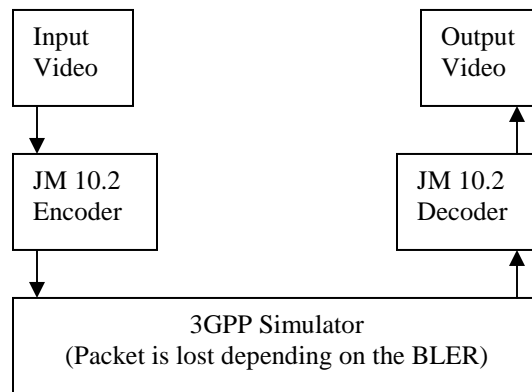 Input
Video
Output
Video
JM 10.2
Encoder
JM 10.2
Decoder
3GPP Simulator
(Packet is lost depending on the BLER)